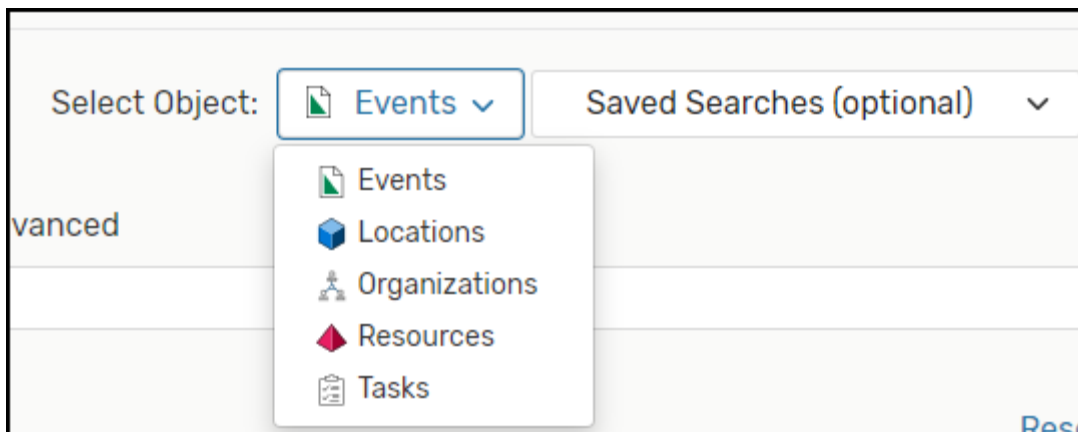 Select Object: Events Saved Searches (optional)
Events
vanced
Locations
Organizations
Resources
Tasks